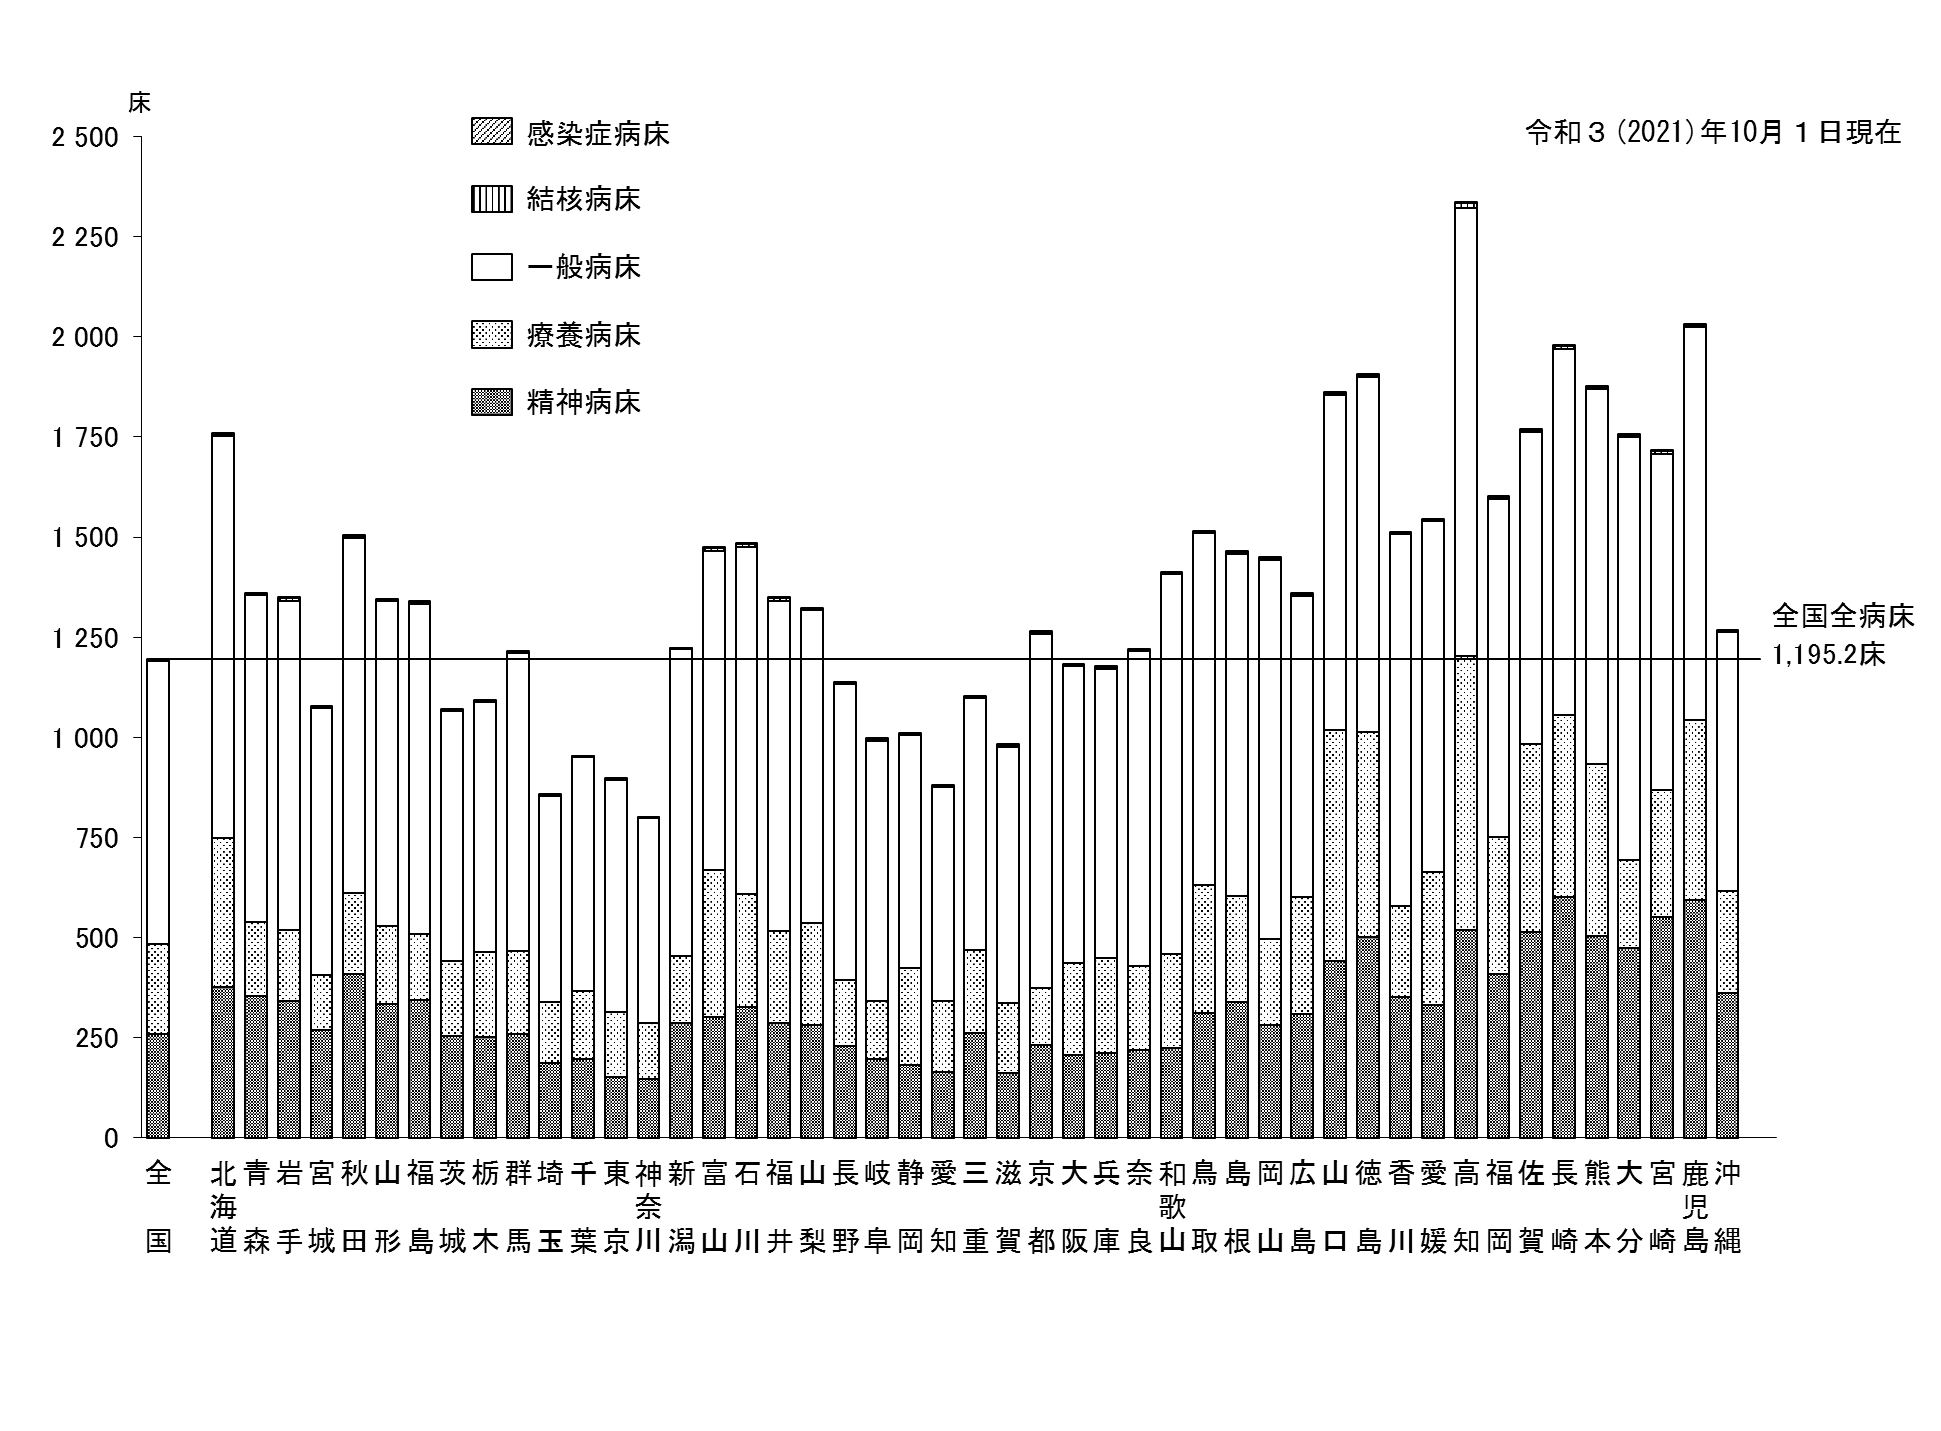 床
令和３(2021)年10月１日現在
感染症病床
結核病床
一般病床
療養病床
精神病床
2 500
2 250
2 000
1 750
1 500
1 250
1 000
750
500
250
0
全国全病床
1,195.2床
全国
北海道
青森
岩手
宮城
秋田
山形
福島
茨城
栃木
群馬
埼玉
千葉
東京
神奈川
新潟
富山
石川
福井
山梨
長野
岐阜
静岡
愛知
三重
滋賀
京都
大阪
兵庫
奈良
和歌山
鳥取
島根
岡山
広島
山口
徳島
香川
愛媛
高知
福岡
佐賀
長崎
熊本
大分
宮崎
鹿児島
沖縄